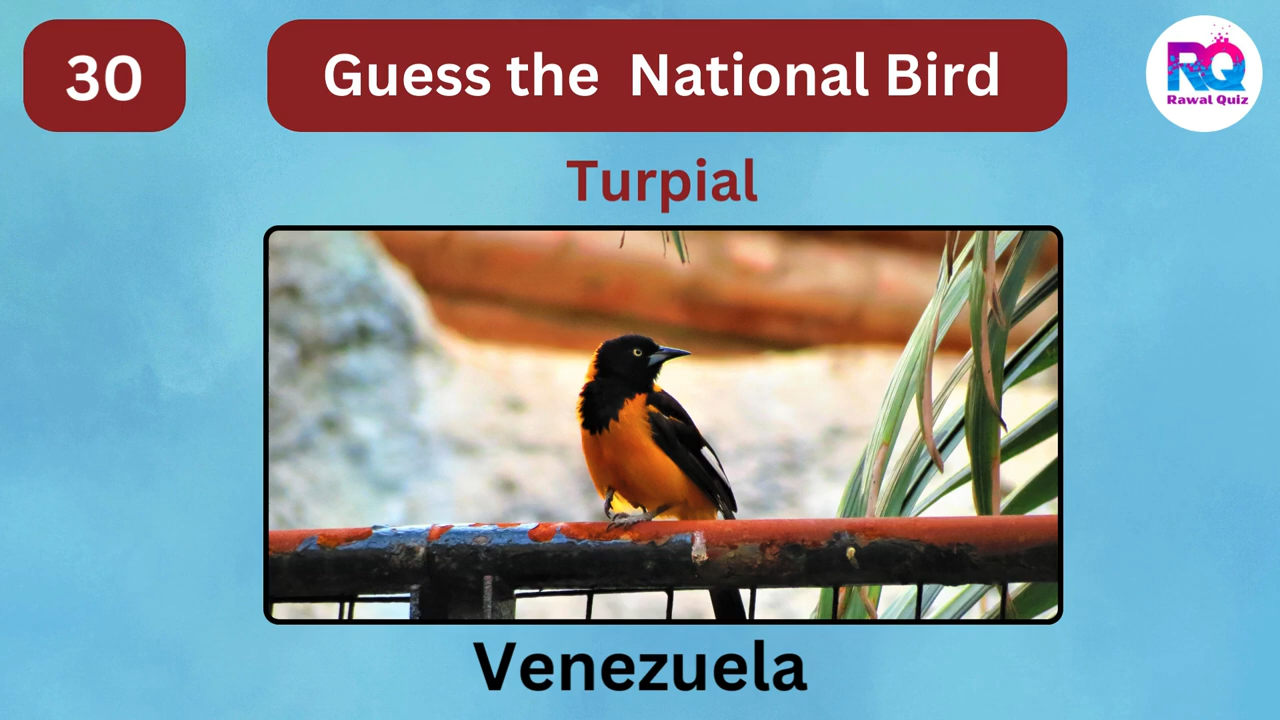 30
Guess the National Bird
RQ
Rawal Quiz
Turpial
Venezuela